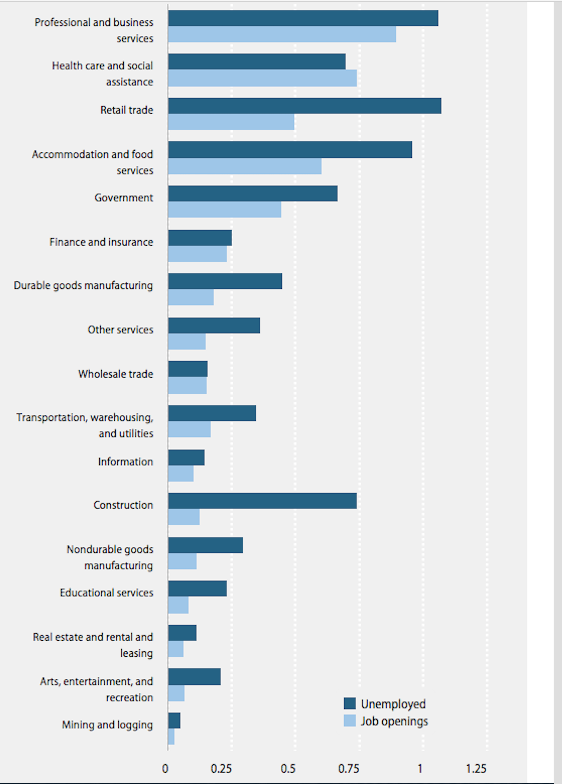 Professional and business
services
Health care and social
assistance
Retail trade
Accommodation and food
services
Government
Finance and insurance
Durable goods manufacturing
Other services
Wholesale trade
Transportation, warehousing,
and utilities
Information
Construction
Nondurable goods
manufacturing
Educational services
Real estate and rental and
leasing
Arts, entertainment, and
recreation
Mining and logging
Unemployed
Job openings
0 0.25 0.5 0.75 1 1.25